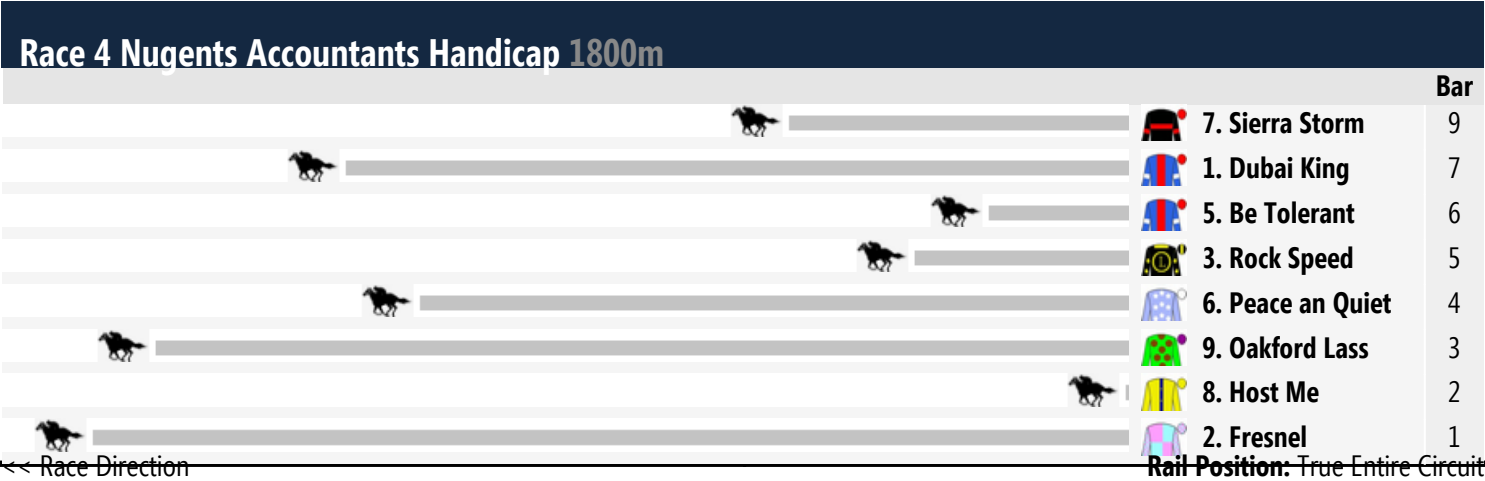 Race 4 Nugents Accountants Handicap 1800m
Bar
7. Sierra Storm 9
1. Dubai King 7
5. Be Tolerant 6
3. Rock Speed 5
6. Peace an Quiet 4
9. Oakford Lass 3
8. Host Me 2
2. Fresnel 1
<< Race Direction Rail Position: True Entire Circuit